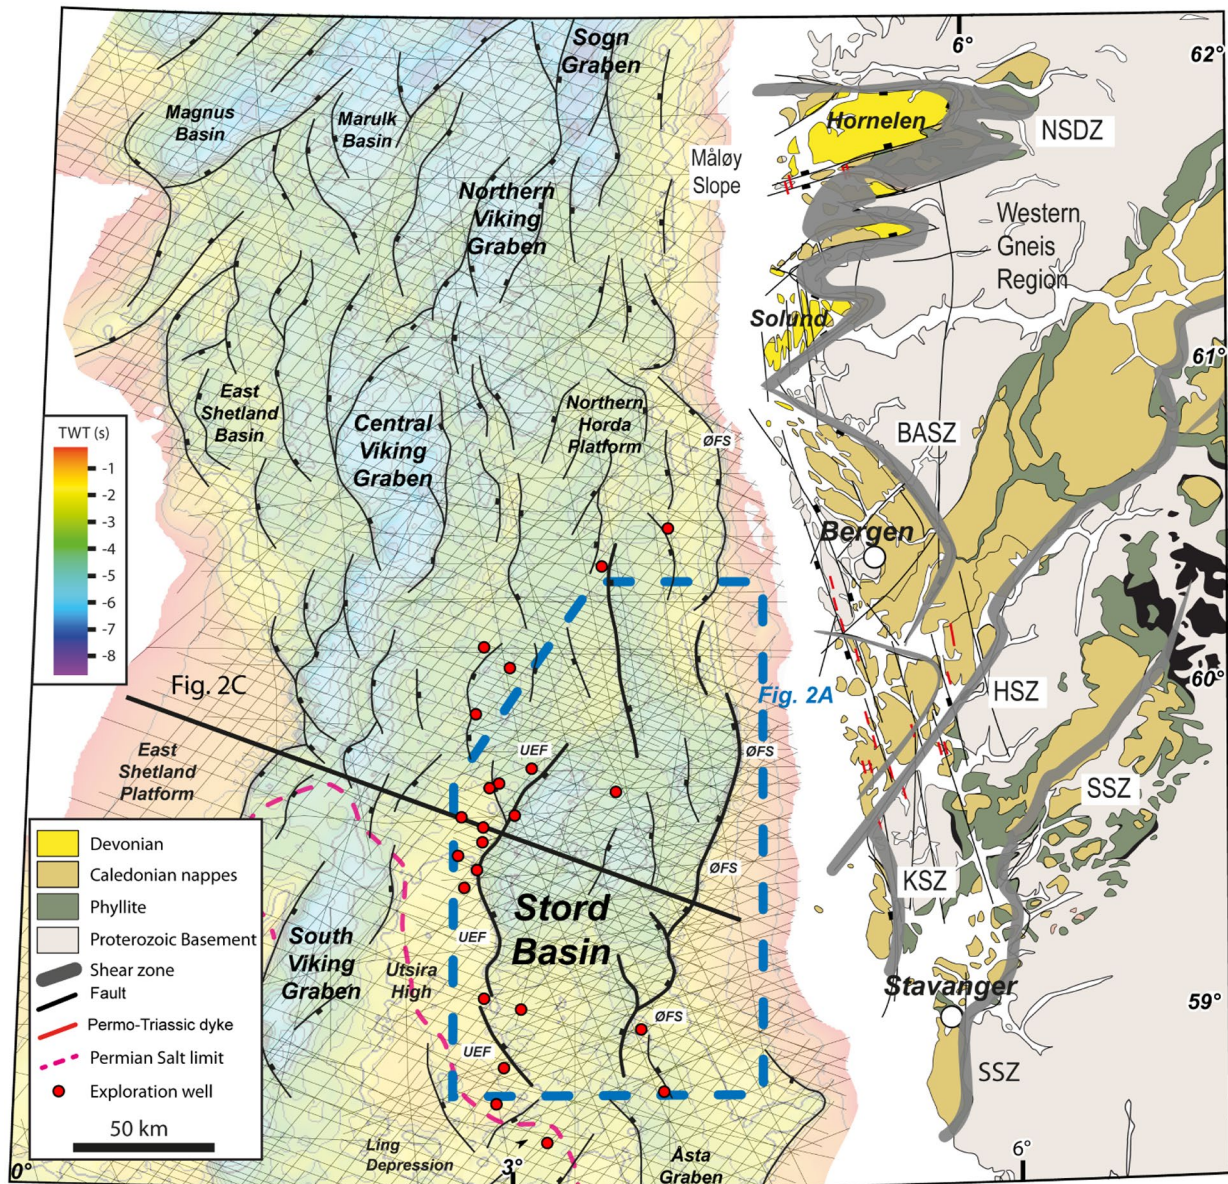 6°
62°
Sogn
Graben
Magnus
Basin
Marulk
Basin
Hornelen
NSDZ
Måløy
Slope
Northern
Viking
Graben
Western
Gneis
Region
Solund
61°
East
Shetland
Basin
Central
Viking
Graben
Northern
Horda
Platform
ØFS
BASZ
TWT (s)
-1
-2
-3
-4
-5
-6
-7
-8
Bergen
Fig. 2C
Fig. 2A
HSZ
60°
East
Shetland
Platform
UEF
ØFS
SSZ
Devonian
Caledonian nappes
Phyllite
Proterozoic Basement
Shear zone
Fault
Permo-Triassic dyke
Permian Salt limit
Exploration well
50 km
ØFS
KSZ
Stord
Basin
UEF
South
Viking
Graben
Utsira
High
Stavanger
59°
ØFS
UEF
SSZ
Ling
Depression
Åsta
Graben
0°
3°
6°